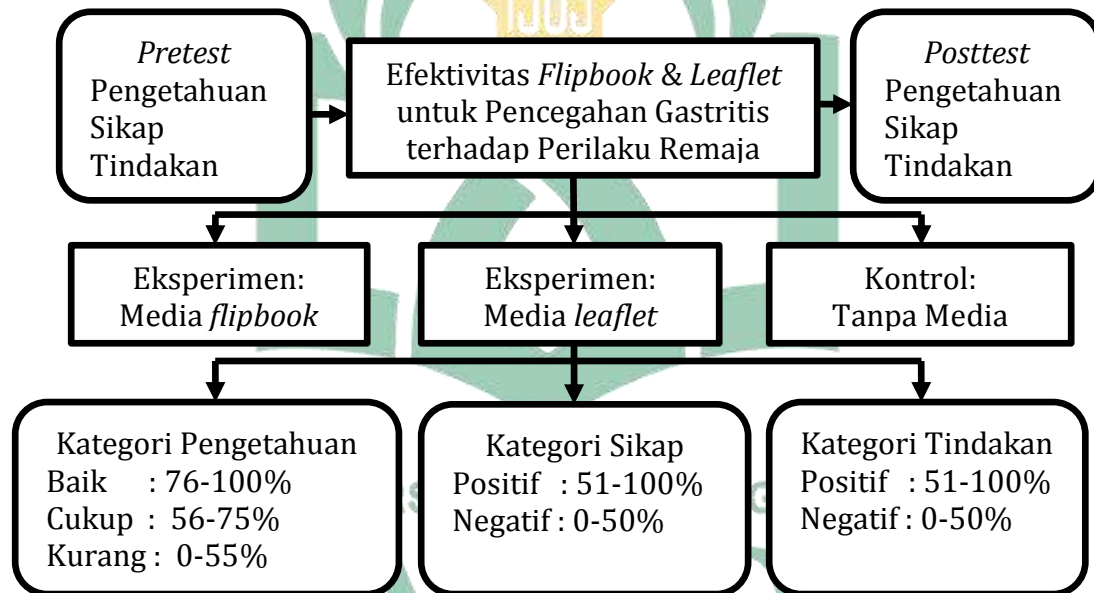 Pretest
Pengetahuan
Sikap
Tindakan
Efektivitas Flipbook & Leaflet
untuk Pencegahan Gastritis
terhadap Perilaku Remaja
Posttest
Pengetahuan
Sikap
Tindakan
Eksperimen:
Media flipbook
Eksperimen:
Media leaflet
Kontrol:
Tanpa Media
Kategori Pengetahuan
Baik : 76-100%
Cukup : 56-75%
Kurang : 0-55%
Kategori Sikap
Positif : 51-100%
Negatif : 0-50%
Kategori Tindakan
Positif : 51-100%
Negatif : 0-50%